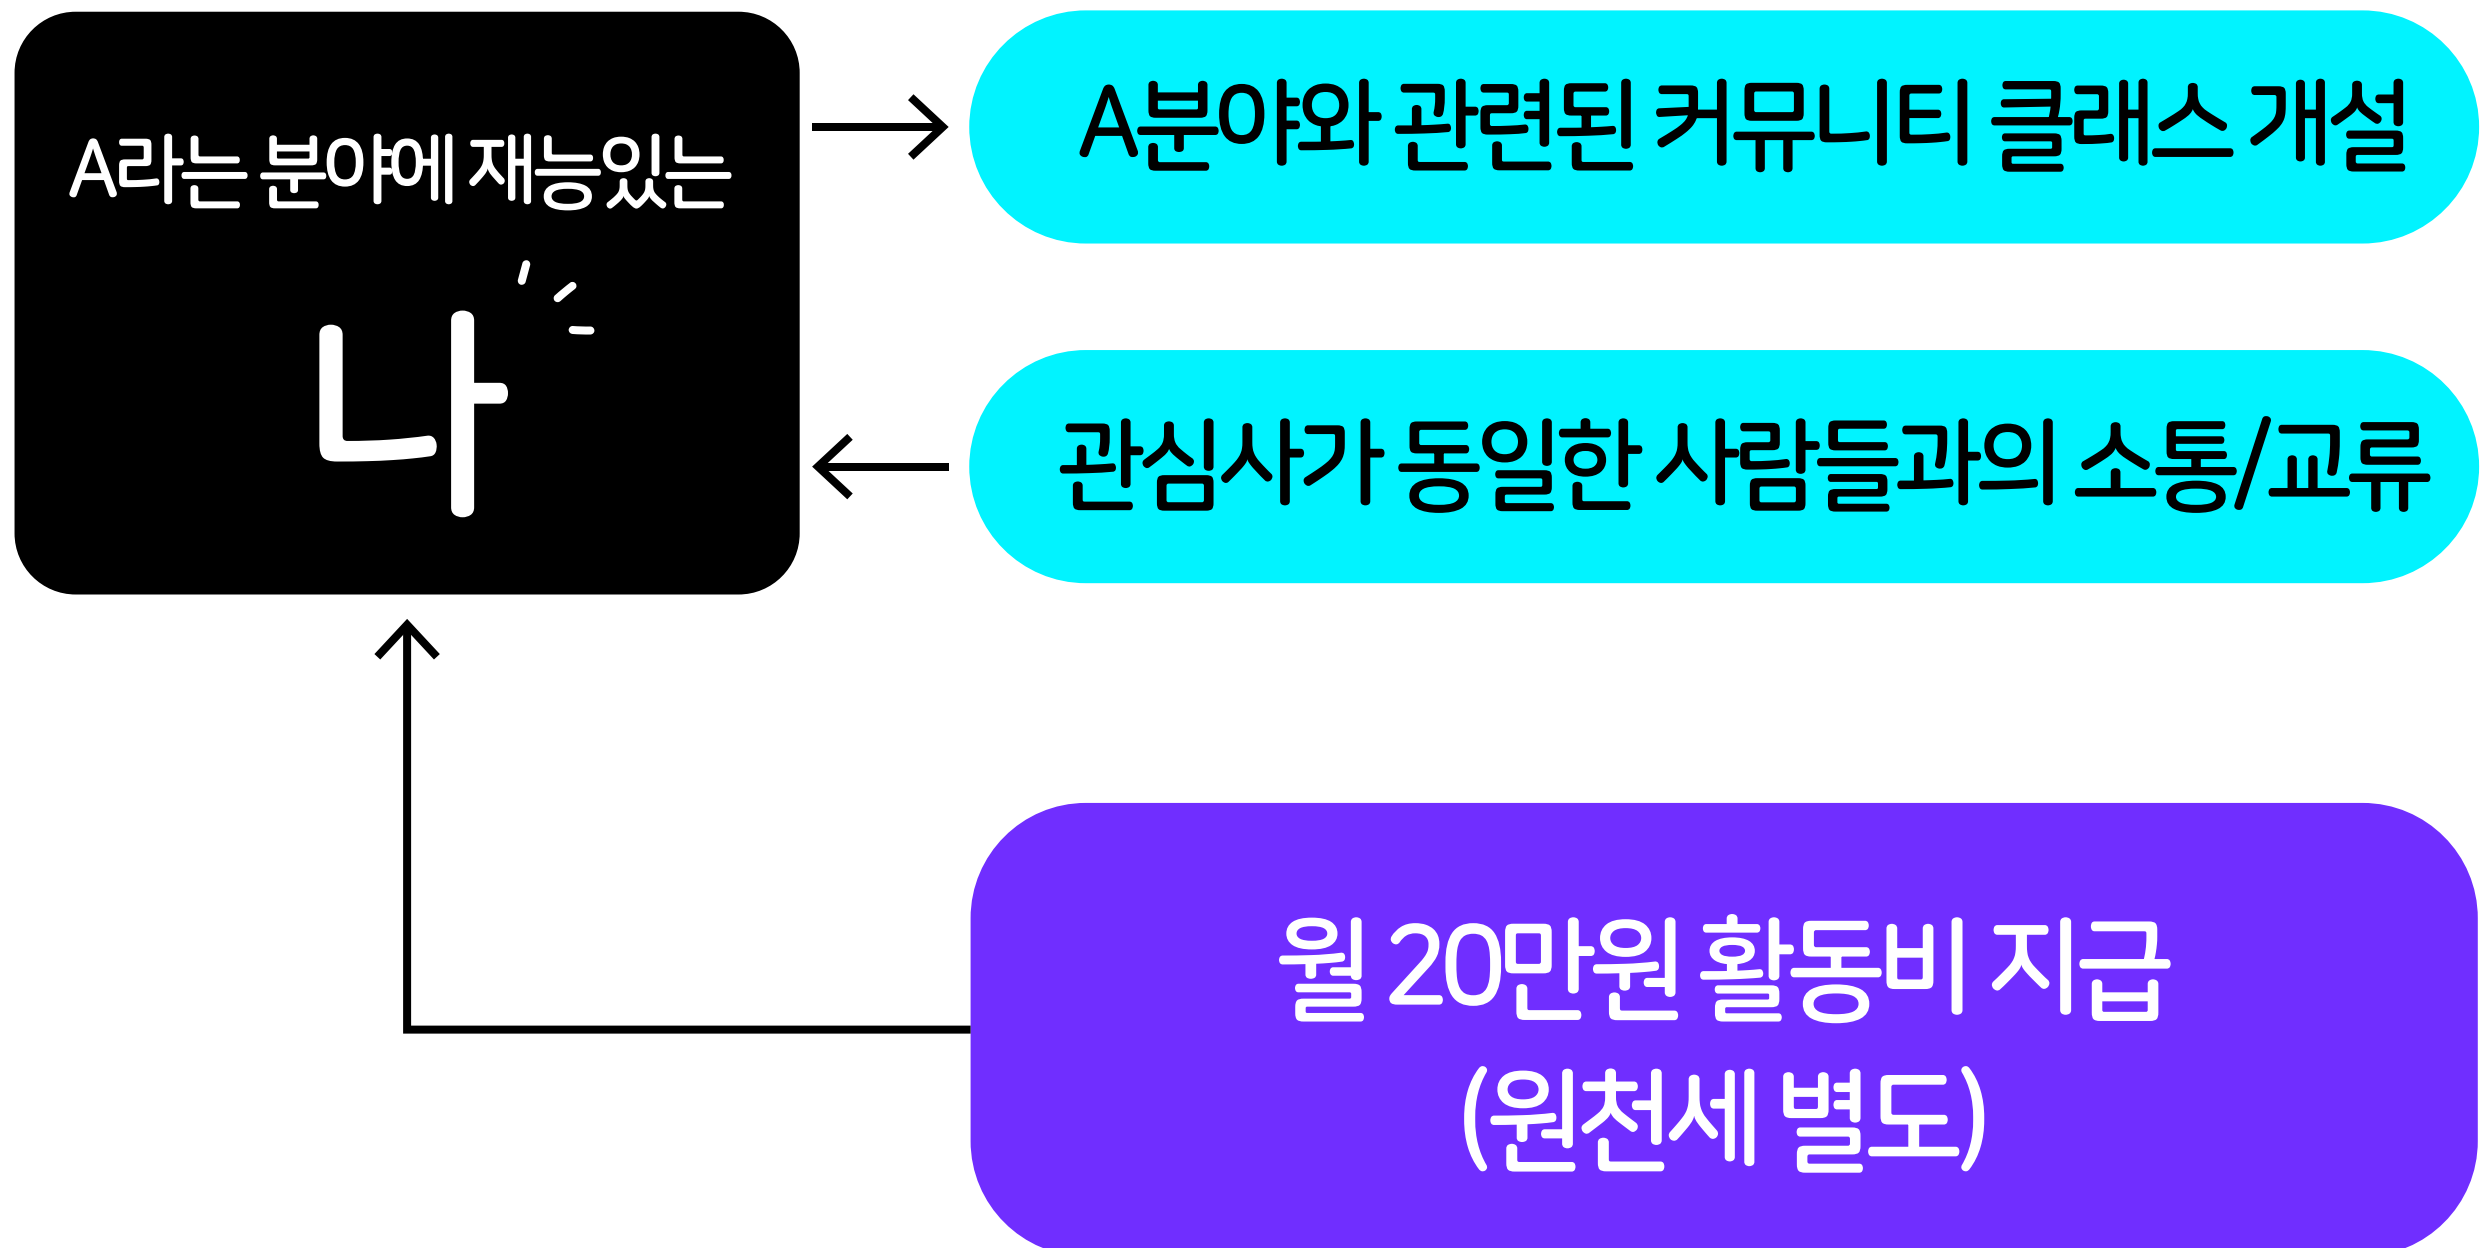 A라는 분야에 재능있는
나
A분야와 관련된 커뮤니티 클래스 개설
관심사가 동일한 사람들과의 소통/교류
월 20만원 활동비 지급
(원천세 별도)